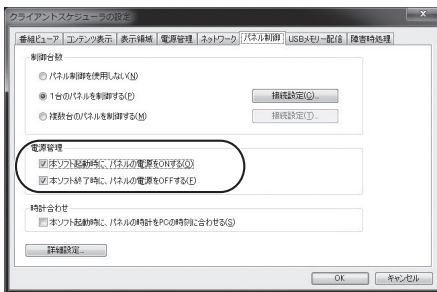 クライアントスケジューラの設定
番組ビューア コンテンツ表示 表示領域 電源管理 ネットワーク パネル制御 USBメモリー配信 障害時処理
制御台数
パネル制御を使用しない(N)
1台のパネルを制御する(P) 接続設定(C)...
複数台のパネルを制御する(M) 接続設定(T)...
電源管理
本ソフト起動時に、パネルの電源をONする(O)
本ソフト終了時に、パネルの電源をOFFする(F)
時計合わせ
本ソフト起動時に、パネルの時計をPCの時刻に合わせる(S)
詳細設定...
OK キャンセル